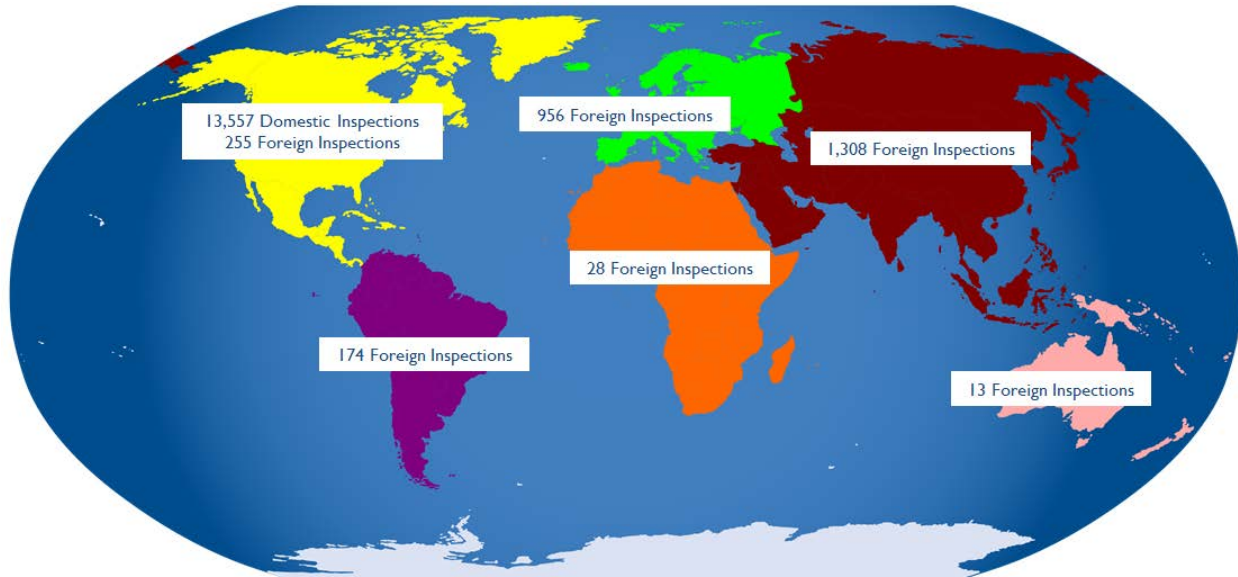 13,557 Domestic Inspections
255 Foreign Inspections
956 Foreign Inspections
1,308 Foreign Inspections
28 Foreign Inspections
174 Foreign Inspections
13 Foreign Inspections